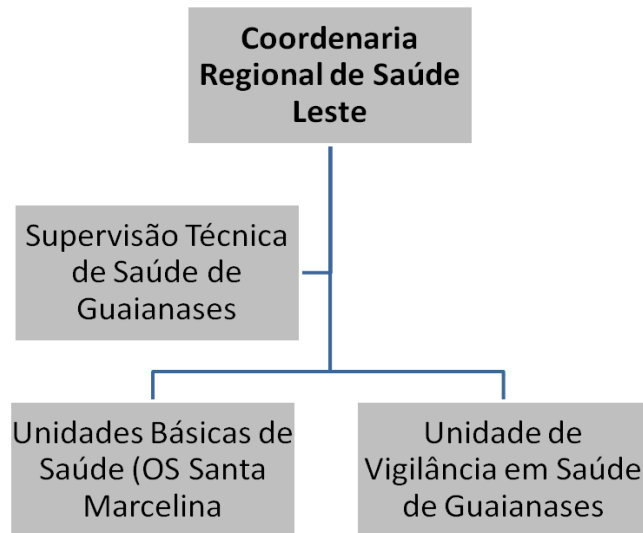 Coordenaria
Regional de Saúde
Leste
Supervisão Técnica
de Saúde de
Guaianases
Unidades Básicas de
Saúde (OS Santa
Marcelina
Unidade de
Vigilância em Saúde
de Guaianases